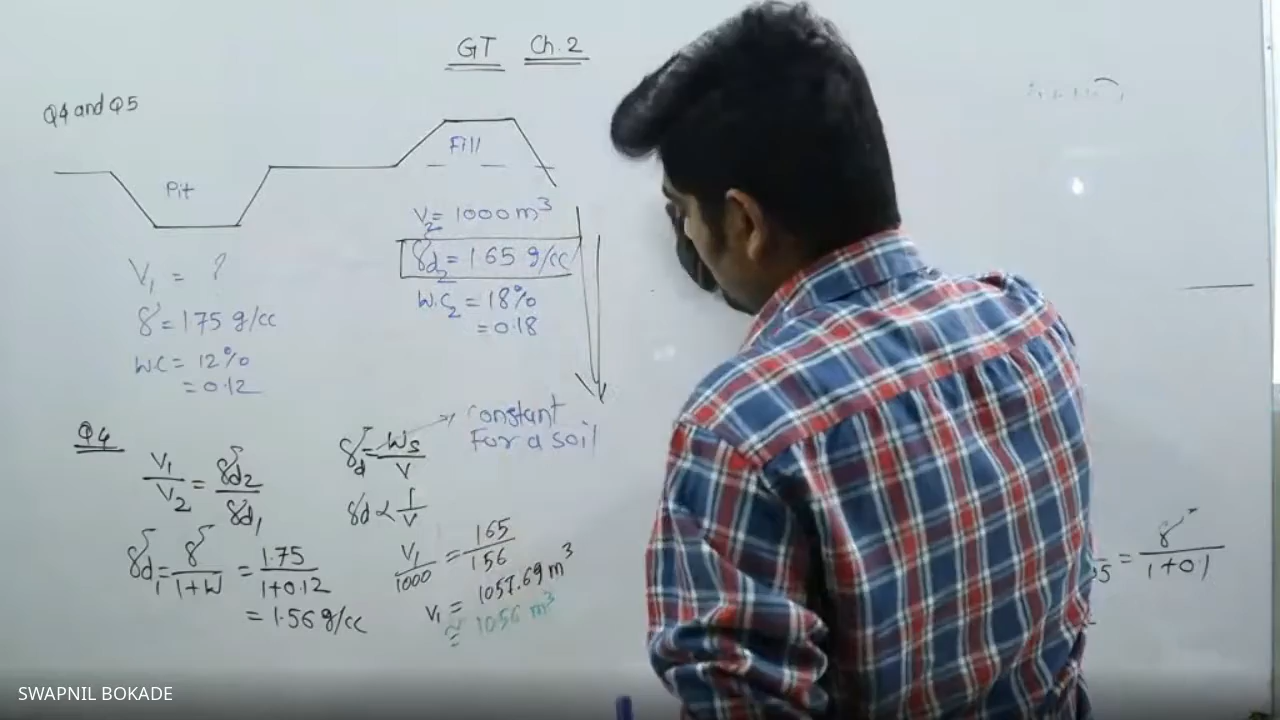 GT Ch.2
Q4 and Q5
Pit
Fill
V₁ = ?
γ = 1.75 g/cc
W.C = 12%
= 0.12
V₂ = 1000 m³
γd₂ = 1.65 g/cc
W.C₂ = 18%
= 0.18
Q4
V₁/V₂ = γd₂/γd₁
γd₁ = γ/1+W = 1.75/1+0.12
= 1.56 g/cc
γd = Ws/V
constant
For a soil
γd ∝ 1/V
V₁/1000 = 1.65/1.56
V₁ = 1057.69 m³
≅ 1056 m³
= γ/1+0.1
SWAPNIL BOKADE